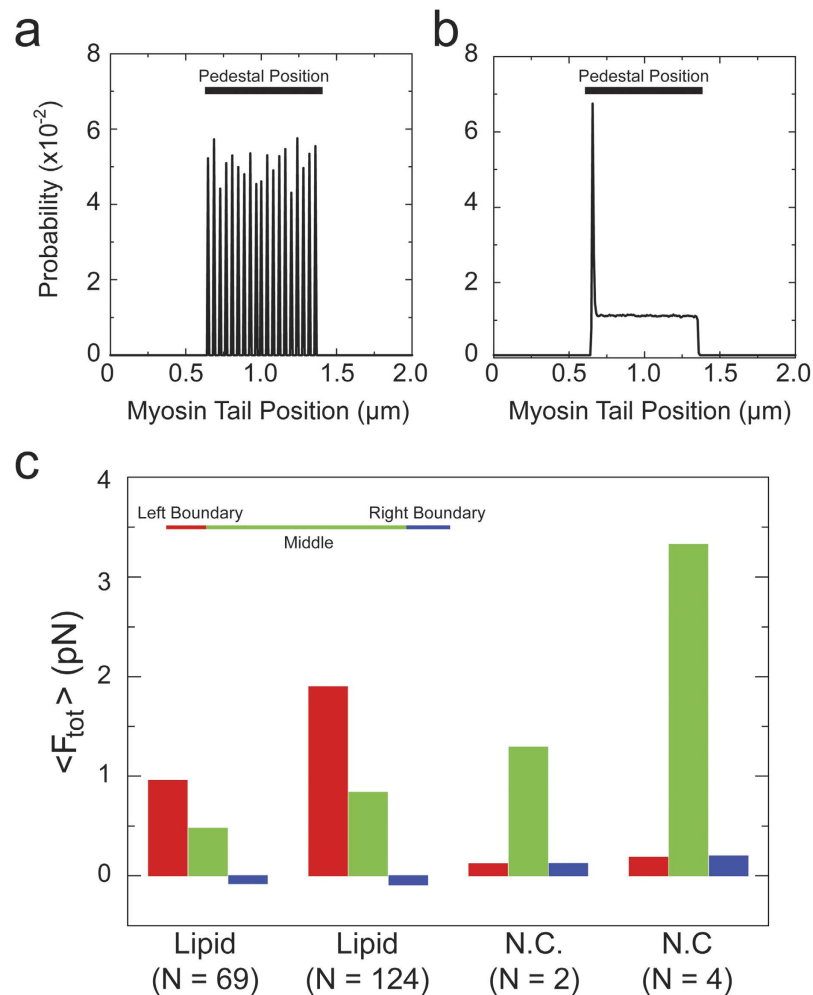 a
b
8
6
4
2
0
Probability (x10-2)
Pedestal Position
0
0.5
1.0
1.5
2.0
Myosin Tail Position (µm)
8
6
4
2
0
Pedestal Position
0
0.5
1.0
1.5
2.0
Myosin Tail Position (µm)
c
4
3
2
1
0
<Ftot> (pN)
Left Boundary
Right Boundary
Middle
Lipid
(N = 69)
Lipid
(N = 124)
N.C.
(N = 2)
N.C
(N = 4)